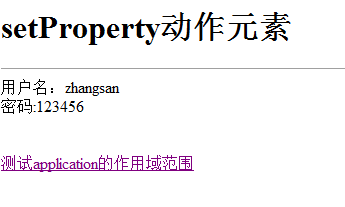 setProperty动作元素
用户名：zhangsan
密码:123456
测试application的作用域范围